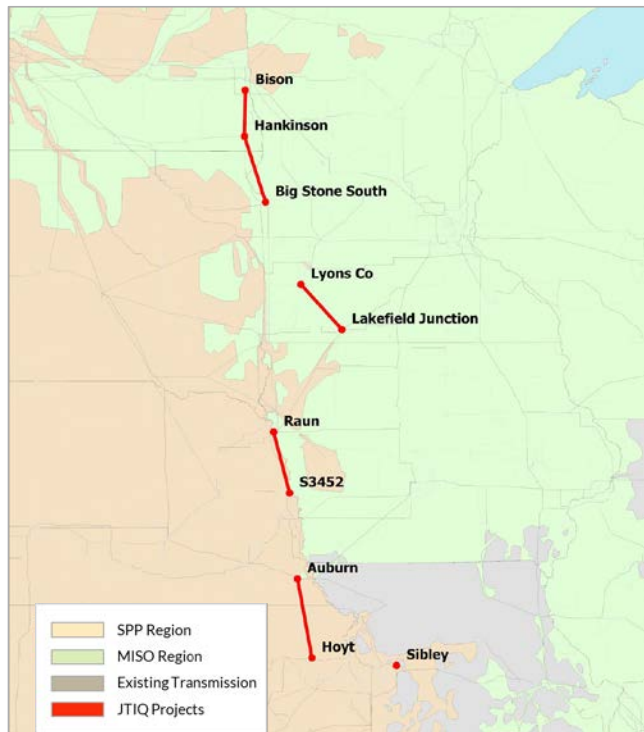 Bison
Hankinson
Big Stone South
Lyons Co
Lakefield Junction
Raun
S3452
Auburn
Hoyt
Sibley
SPP Region
MISO Region
Existing Transmission
JTIQ Projects